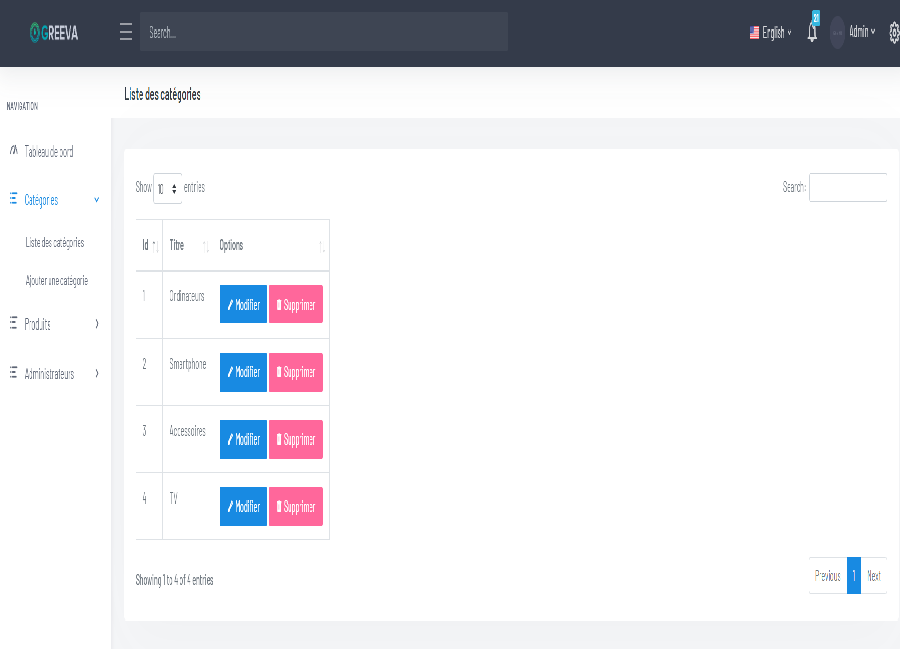 GREEVA
Search...
English
21
Admin
NAVIGATION
Tableau de bord
Catégories
Liste des catégories
Ajouter une catégorie
Produits
Administrateurs
Liste des catégories
Show 10 entries
Search:
Id Titre Options
1 Ordinateurs Modifier Supprimer
2 Smartphone Modifier Supprimer
3 Accessoires Modifier Supprimer
4 TV Modifier Supprimer
Showing 1 to 4 of 4 entries
Previous 1 Next